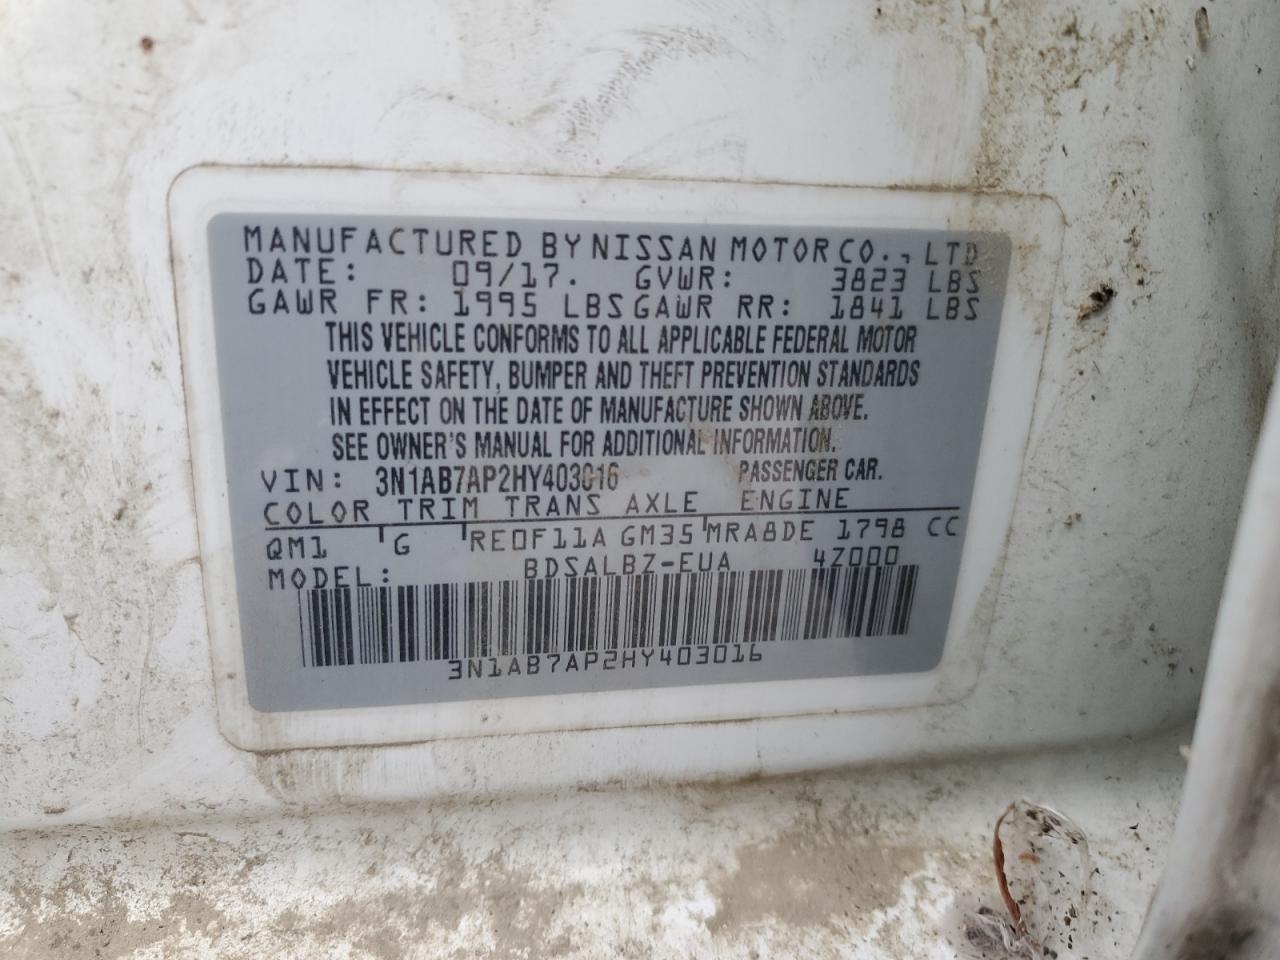 MANUFACTURED BY NISSAN MOTOR CO., LTD
DATE: 09/17. GVWR: 3823 LBS
GAWR FR: 1995 LBS GAWR RR: 1841 LBS
THIS VEHICLE CONFORMS TO ALL APPLICABLE FEDERAL MOTOR
VEHICLE SAFETY, BUMPER AND THEFT PREVENTION STANDARDS
IN EFFECT ON THE DATE OF MANUFACTURE SHOWN ABOVE.
SEE OWNER'S MANUAL FOR ADDITIONAL INFORMATION.
VIN: 3N1AB7AP2HY403016 PASSENGER CAR.
COLOR TRIM TRANS AXLE ENGINE
QM1 G RE0F11A GM35 MRA8DE 1798 CC
MODEL: BDSALBZ-EUA 4Z000
3N1AB7AP2HY403016